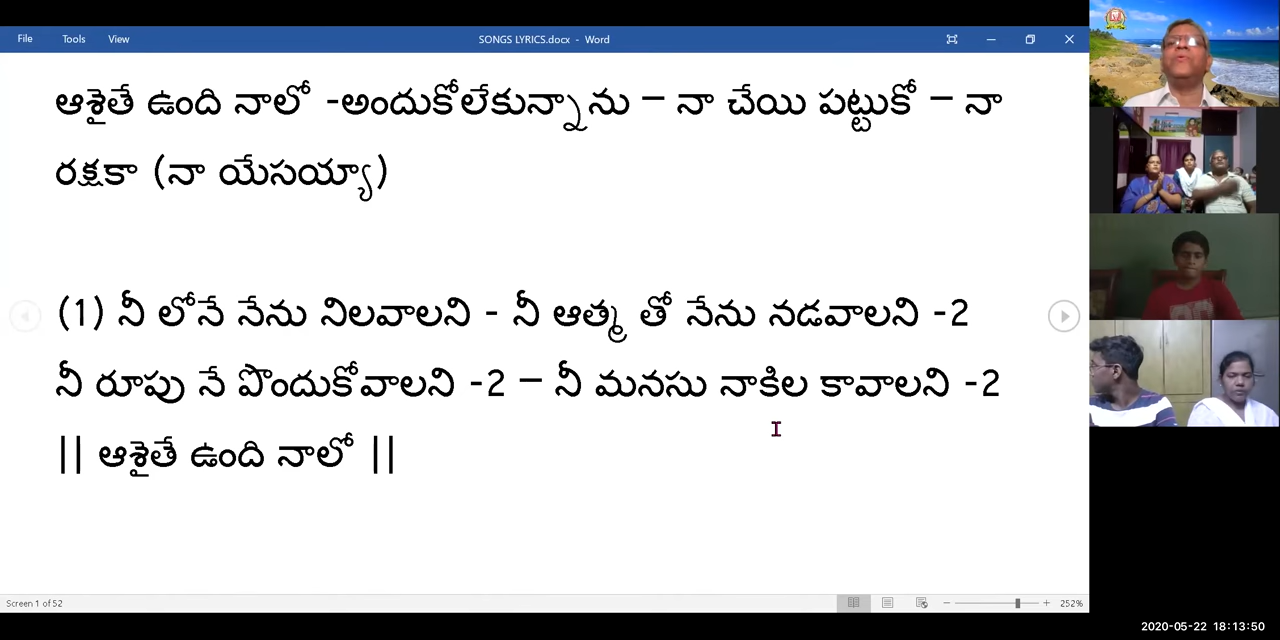 File Tools View SONGS LYRICS.docx - Word
ఆశైతే ఉంది నాలో -అందుకోలేకున్నాను – నా చేయి పట్టుకో – నా
రక్షకా (నా యేసయ్యా)
(1) నీ లోనే నేను నిలవాలని - నీ ఆత్మ తో నేను నడవాలని -2
నీ రూపు నే పొందుకోవాలని -2 – నీ మనసు నాకిల కావాలని -2
|| ఆశైతే ఉంది నాలో ||
Screen 1 of 52 252%
2020-05-22 18:13:50